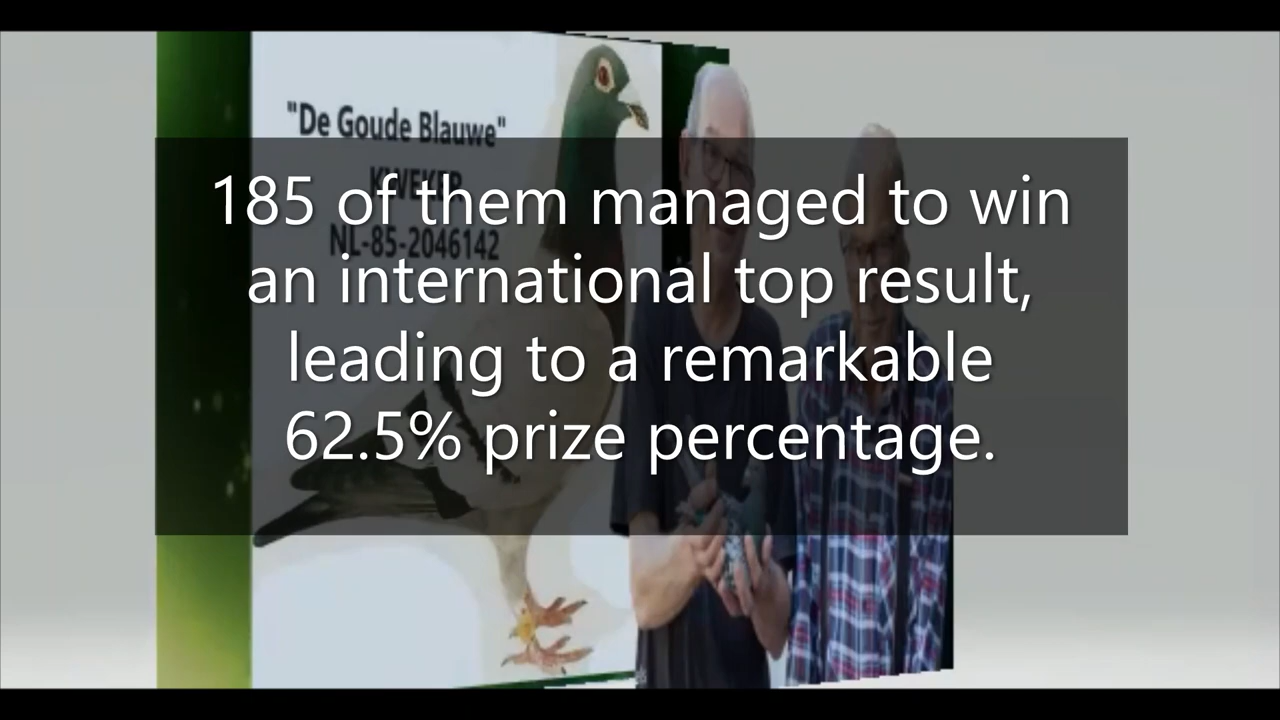 "De Goude Blauwe"
KWEKER
NL-85-2046142
185 of them managed to win
an international top result,
leading to a remarkable
62.5% prize percentage.